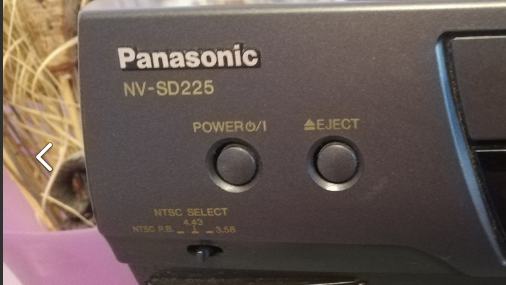 Panasonic
NV-SD225
POWER⏻/I ⏏EJECT
NTSC SELECT
4.43
NTSC P.B. 3.58